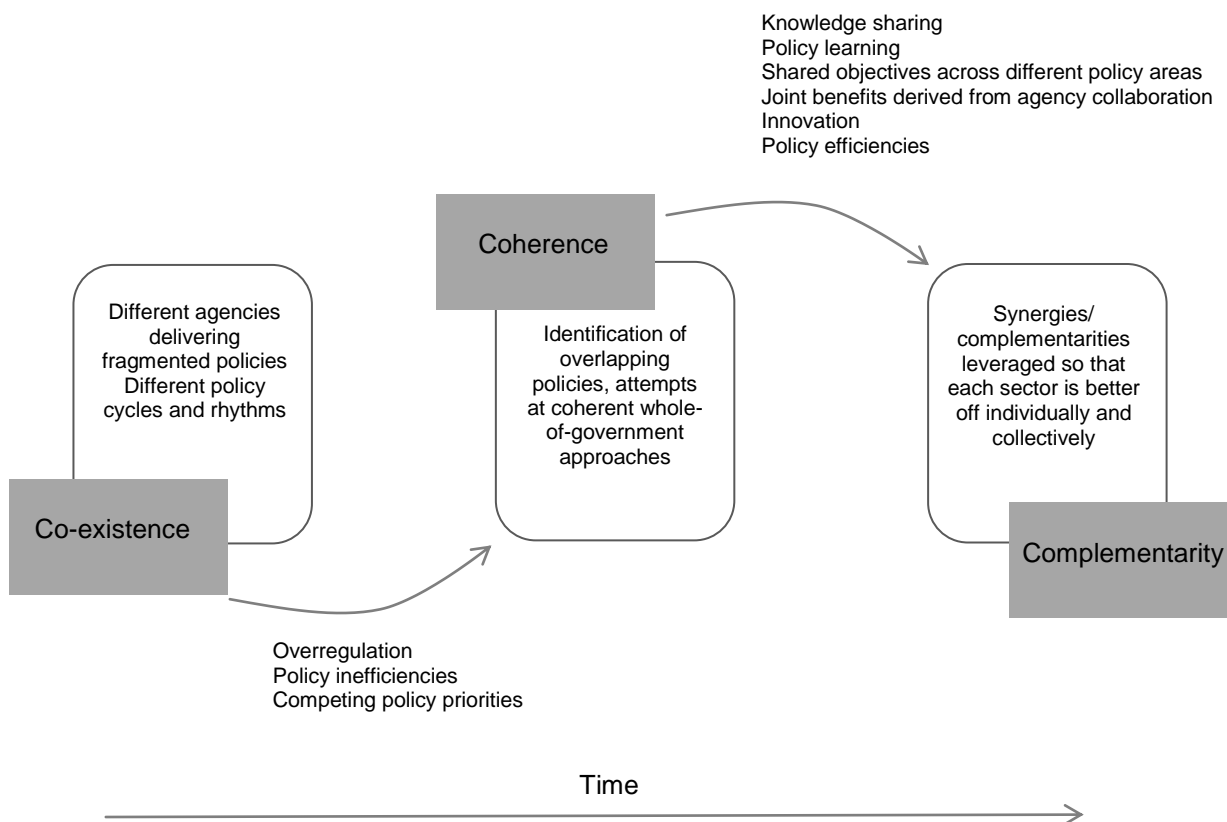 Knowledge sharing
Policy learning
Shared objectives across different policy areas
Joint benefits derived from agency collaboration
Innovation
Policy efficiencies
Coherence
Different agencies
delivering
fragmented policies
Different policy
cycles and rhythms
Identification of
overlapping
policies, attempts
at coherent whole-
of-government
approaches
Synergies/
complementarities
leveraged so that
each sector is better
off individually and
collectively
Co-existence
Complementarity
Overregulation
Policy inefficiencies
Competing policy priorities
Time